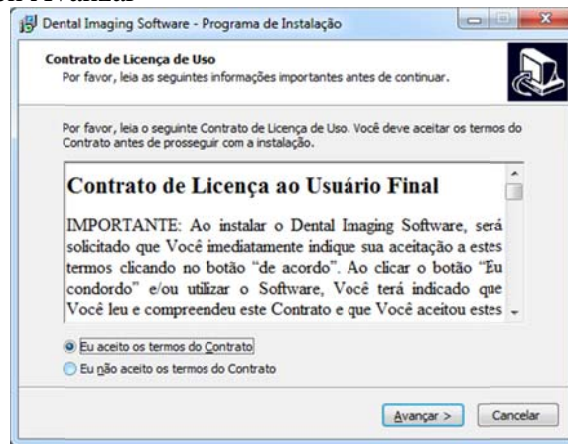 Dental Imaging Software - Programa de Instalação
Contrato de Licença de Uso
Por favor, leia as seguintes informações importantes antes de continuar.
Por favor, leia o seguinte Contrato de Licença de Uso. Você deve aceitar os termos do
Contrato antes de prosseguir com a instalação.
Contrato de Licença ao Usuário Final
IMPORTANTE: Ao instalar o Dental Imaging Software, será
solicitado que Você imediatamente indique sua aceitação a estes
termos clicando no botão “de acordo”. Ao clicar o botão “Eu
condordo” e/ou utilizar o Software, Você terá indicado que
Você leu e compreendeu este Contrato e que Você aceitou estes
Eu aceito os termos do Contrato
Eu não aceito os termos do Contrato
Avançar >
Cancelar